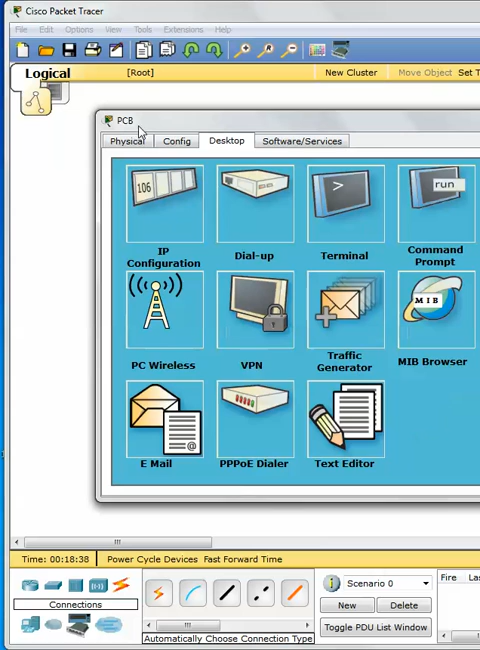 Cisco Packet Tracer
File Edit Options View Tools Extensions Help
Logical [Root] New Cluster Move Object Set T
PCB
Physical Config Desktop Software/Services
106 > run
IP Configuration Dial-up Terminal Command Prompt
MIB
PC Wireless VPN Traffic Generator MIB Browser
@
E Mail PPPoE Dialer Text Editor
Time: 00:18:38 Power Cycle Devices Fast Forward Time
Scenario 0 Fire Las
Connections New Delete
Toggle PDU List Window
Automatically Choose Connection Type